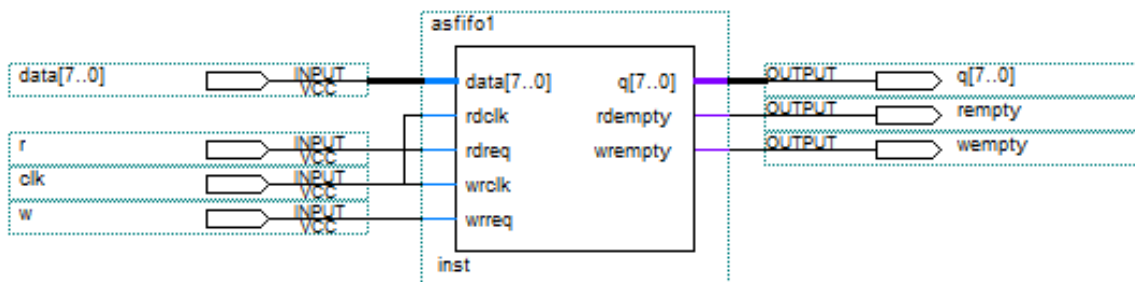 asfifo1
data[7..0] INPUT VCC data[7..0] q[7..0] OUTPUT q[7..0]
rdclk rdempty OUTPUT rempty
r INPUT VCC rdreq wrempty OUTPUT wempty
clk INPUT VCC wrclk
w INPUT VCC wrreq
inst